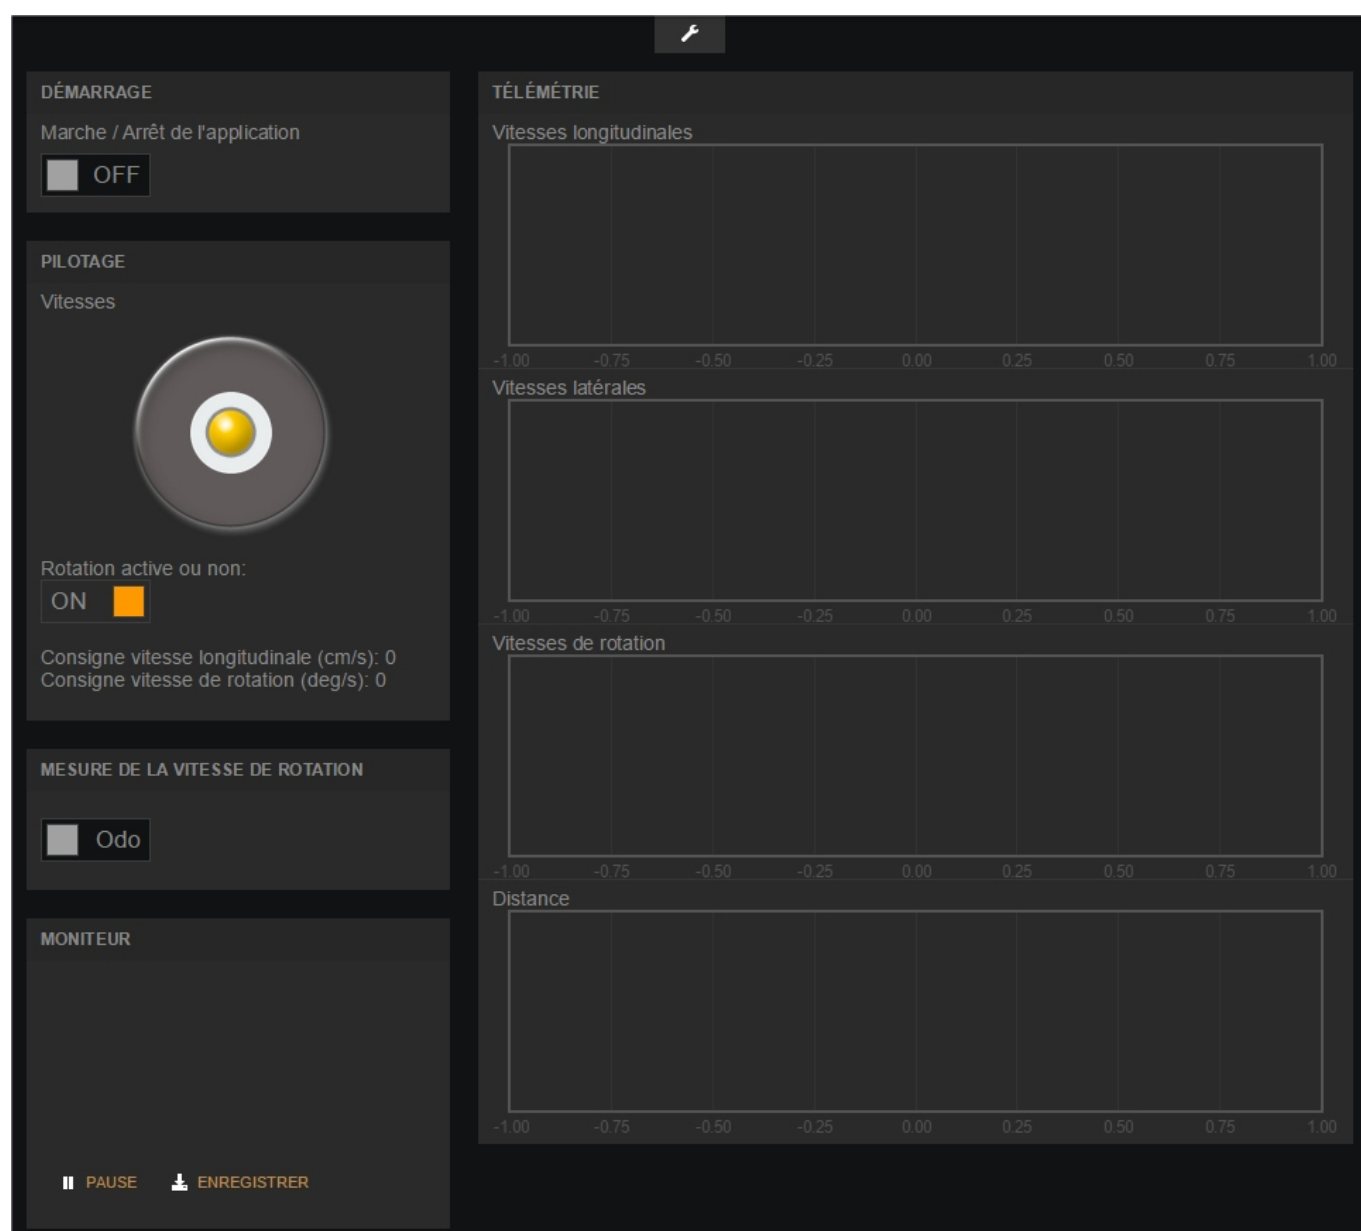 DÉMARRAGE
Marche / Arrêt de l'application
OFF
PILOTAGE
Vitesses
Rotation active ou non:
ON
Consigne vitesse longitudinale (cm/s): 0
Consigne vitesse de rotation (deg/s): 0
MESURE DE LA VITESSE DE ROTATION
Odo
MONITEUR
PAUSE ENREGISTRER
TÉLÉMÉTRIE
Vitesses longitudinales
-1.00 -0.75 -0.50 -0.25 0.00 0.25 0.50 0.75 1.00
Vitesses latérales
-1.00 -0.75 -0.50 -0.25 0.00 0.25 0.50 0.75 1.00
Vitesses de rotation
-1.00 -0.75 -0.50 -0.25 0.00 0.25 0.50 0.75 1.00
Distance
-1.00 -0.75 -0.50 -0.25 0.00 0.25 0.50 0.75 1.00